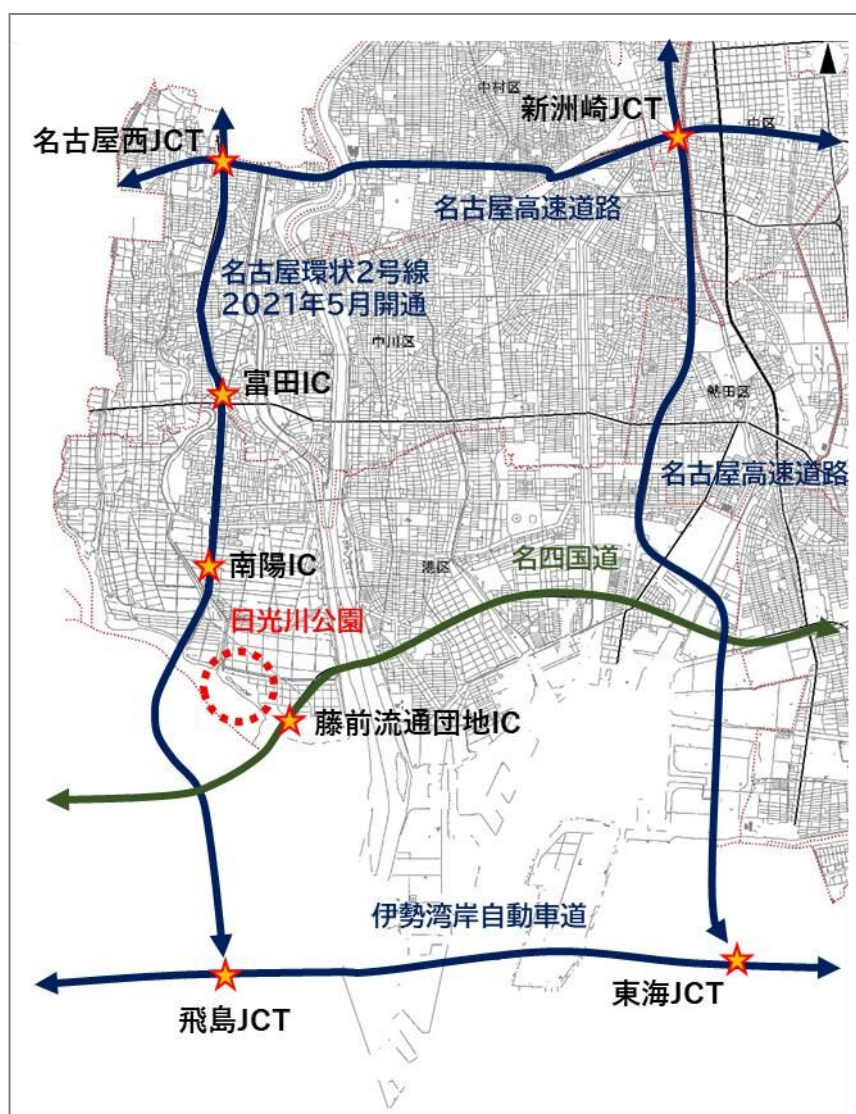 中村区
新洲崎JCT
中区
名古屋西JCT
名古屋高速道路
名古屋環状2号線
2021年5月開通
中川区
富田IC
熱田区
名古屋高速道路
南陽IC
港区
名四国道
日光川公園
藤前流通団地IC
伊勢湾岸自動車道
飛島JCT
東海JCT